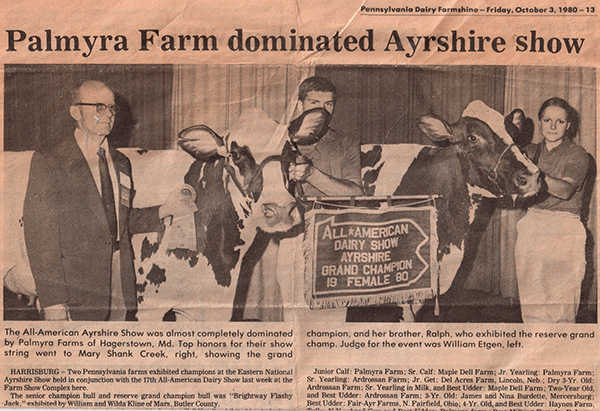 Pennsylvania Dairy Farmshine—Friday, October 3, 1980—13
Palmyra Farm dominated Ayrshire show
ALL★AMERICAN
DAIRY SHOW
AYRSHIRE
GRAND CHAMPION
19 FEMALE 80
The All-American Ayrshire Show was almost completely dominated
by Palmyra Farms of Hagerstown, Md. Top honors for their show
string went to Mary Shank Creek, right, showing the grand
champion, and her brother, Ralph, who exhibited the reserve grand
champ. Judge for the event was William Etgen, left.
HARRISBURG — Two Pennsylvania farms exhibited champions at the Eastern National
Ayrshire Show held in conjunction with the 17th All-American Dairy Show last week at the
Farm Show Complex here.
The senior champion bull and reserve grand champion bull was "Brightway Flashy
Jerk," exhibited by William and Wilda Kline of Mars, Butler County.
Junior Calf: Palmyra Farm; Sr. Calf: Maple Dell Farm; Jr. Yearling: Palmyra Farm;
Sr. Yearling: Ardrossan Farm; Jr. Get: Del Acres Farm, Lincoln, Neb.; Dry 3-Yr. Old:
Ardrossan Farm; Sr. Yearling in Milk, and Best Udder: Maple Dell Farm; Two-Year Old,
and Best Udder: Ardrossan Farm; 3-Yr. Old: James and Nina Burdette, Mercersburg;
Best Udder: Fair-Ayr Farms, N. Fairfield, Ohio; 4-Yr. Old, and Udder: Haynes Farm,